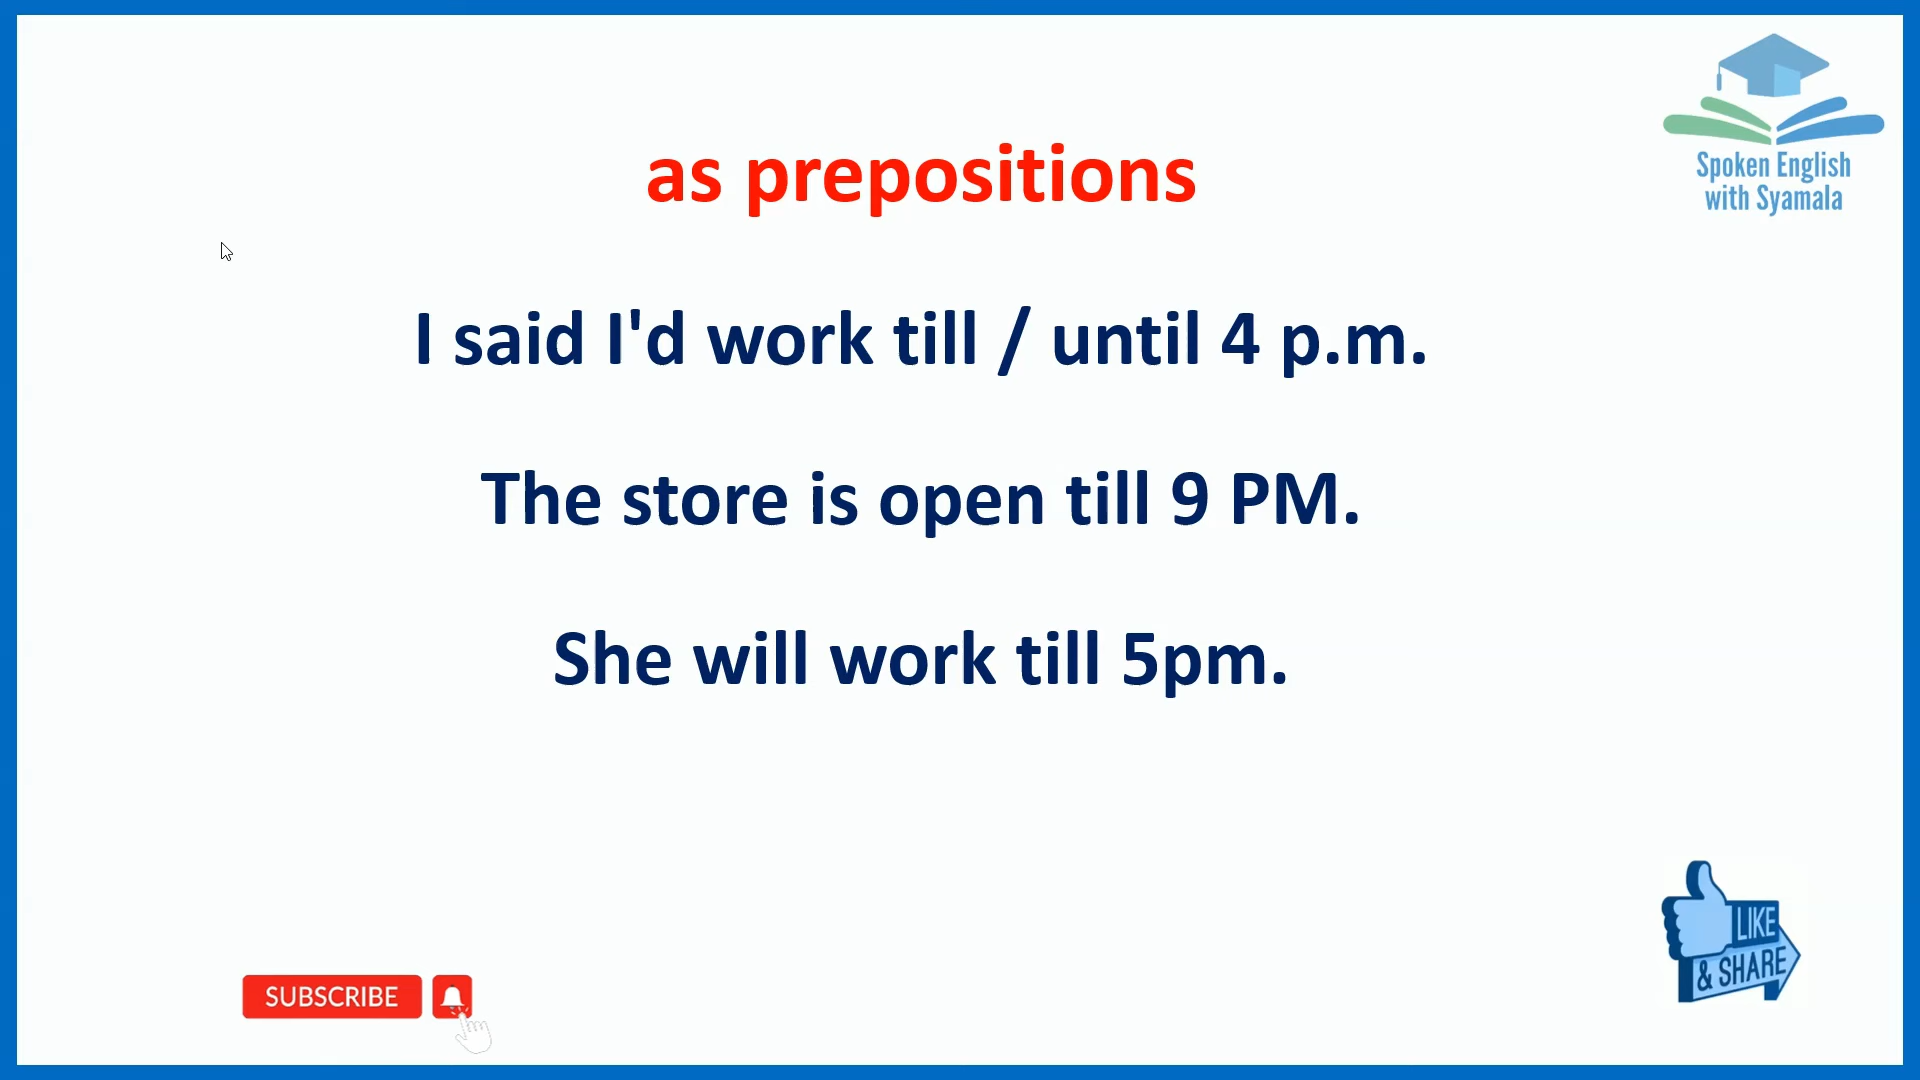 Spoken English
with Syamala
as prepositions
I said I'd work till / until 4 p.m.
The store is open till 9 PM.
She will work till 5pm.
LIKE
& SHARE
SUBSCRIBE